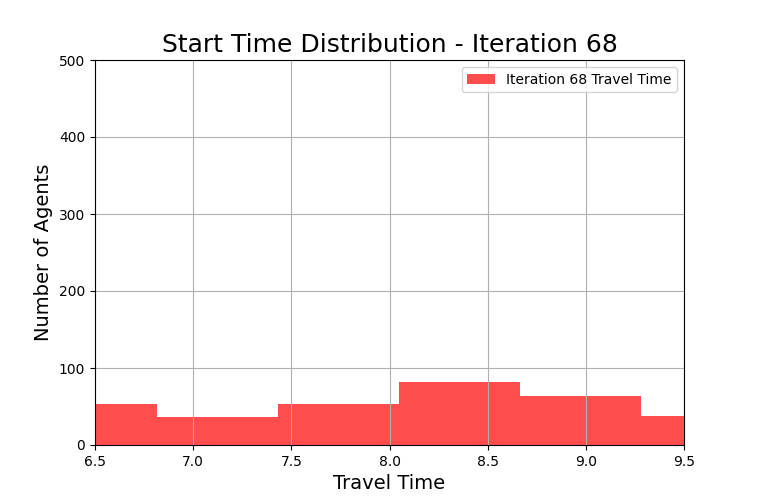 Start Time Distribution - Iteration 68
Iteration 68 Travel Time
Number of Agents
500
400
300
200
100
0
6.5 7.0 7.5 8.0 8.5 9.0 9.5
Travel Time